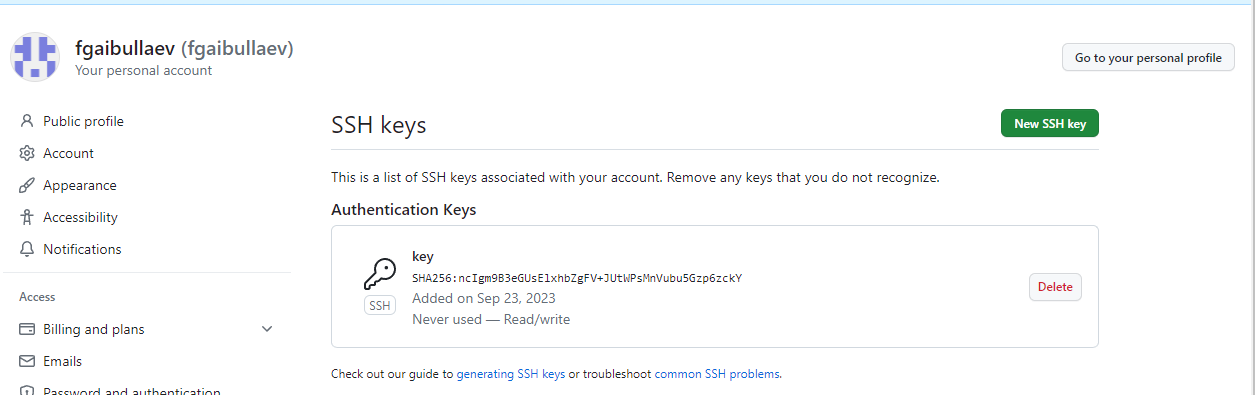 fgaibullaev (fgaibullaev)
Your personal account
Go to your personal profile
Public profile
Account
Appearance
Accessibility
Notifications
Access
Billing and plans
Emails
Password and authentication
SSH keys
New SSH key
This is a list of SSH keys associated with your account. Remove any keys that you do not recognize.
Authentication Keys
key
SHA256:ncIgm9B3eGUsElxhbZgFV+JUtWPsMnVubu5Gzp6zckY
SSH
Added on Sep 23, 2023
Never used — Read/write
Delete
Check out our guide to generating SSH keys or troubleshoot common SSH problems.